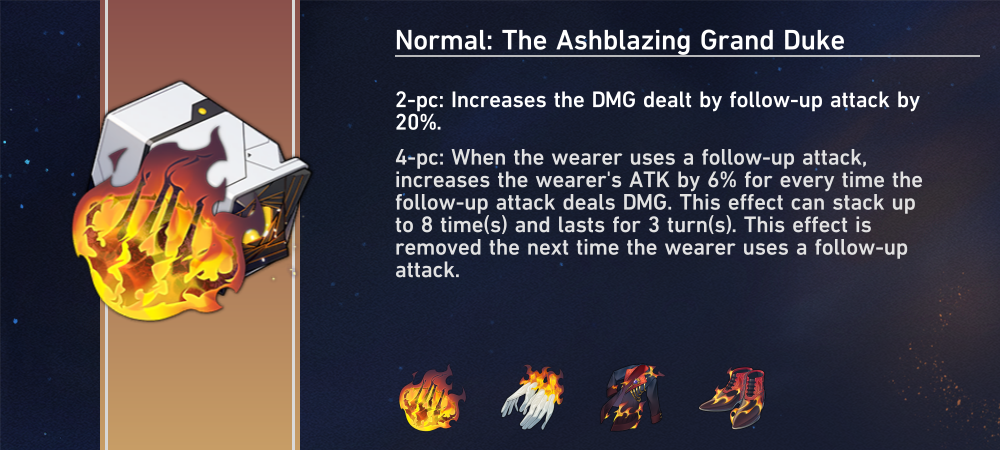 Normal: The Ashblazing Grand Duke
2-pc: Increases the DMG dealt by follow-up attack by
20%.
4-pc: When the wearer uses a follow-up attack,
increases the wearer's ATK by 6% for every time the
follow-up attack deals DMG. This effect can stack up
to 8 time(s) and lasts for 3 turn(s). This effect is
removed the next time the wearer uses a follow-up
attack.